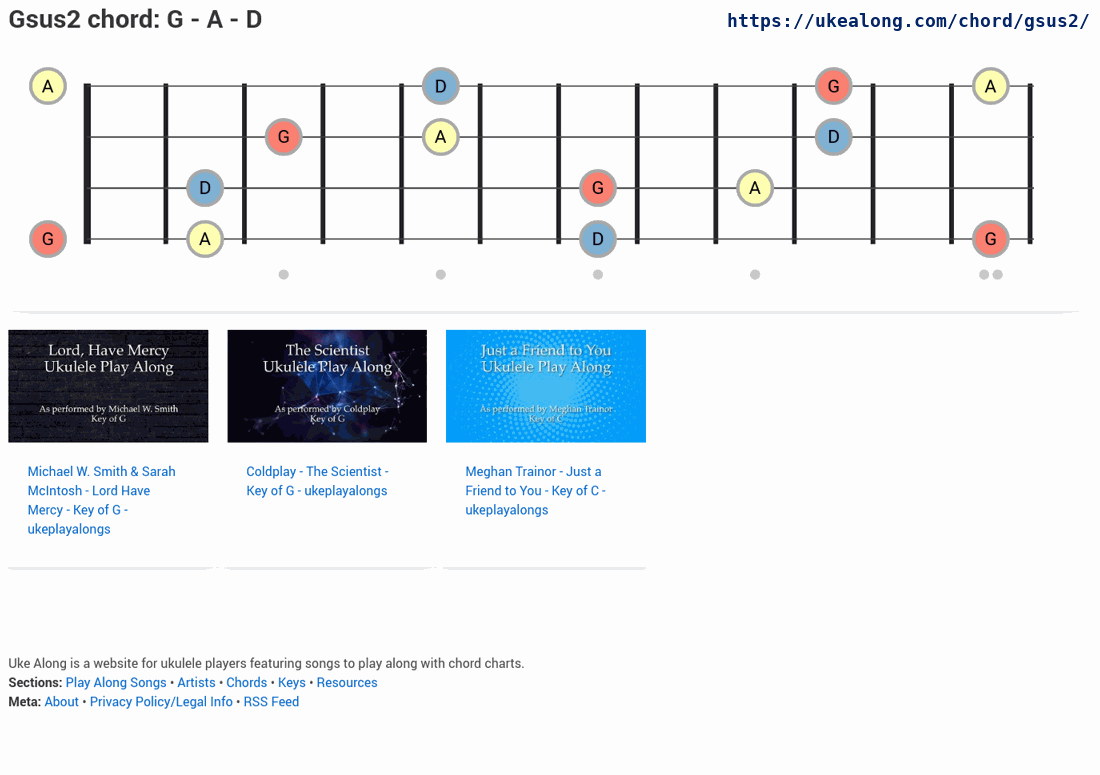 Gsus2 chord: G - A - D
https://ukealong.com/chord/gsus2/
A D G A
G A D
D G A
G A D G
Lord, Have Mercy
Ukulele Play Along
As performed by Michael W. Smith
Key of G
The Scientist
Ukulele Play Along
As performed by Coldplay
Key of G
Just a Friend to You
Ukulele Play Along
As performed by Meghan Trainor
Key of C
Michael W. Smith & Sarah
McIntosh - Lord Have
Mercy - Key of G -
ukeplayalongs
Coldplay - The Scientist -
Key of G - ukeplayalongs
Meghan Trainor - Just a
Friend to You - Key of C -
ukeplayalongs
Uke Along is a website for ukulele players featuring songs to play along with chord charts.
Sections: Play Along Songs • Artists • Chords • Keys • Resources
Meta: About • Privacy Policy/Legal Info • RSS Feed